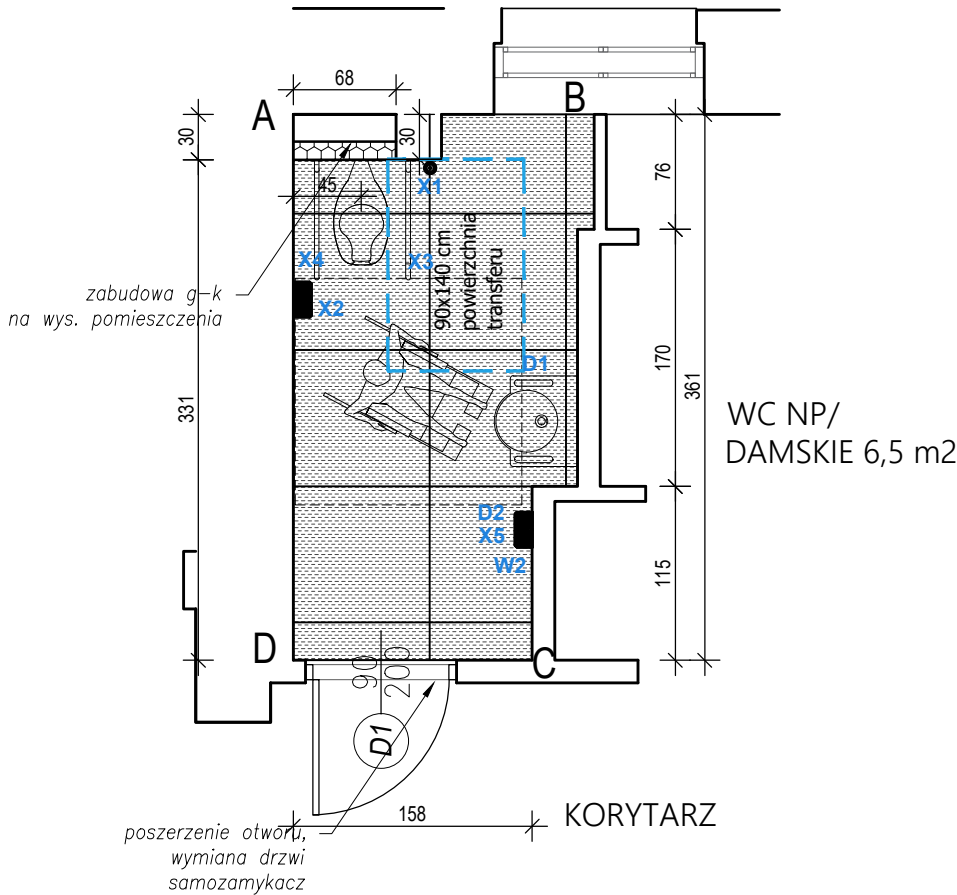 68
A
B
30
30
45
X1
76
X4
X3
90x140 cm
powierzchnia
transferu
X2
zabudowa g-k
na wys. pomieszczenia
D1
331
170
361
WC NP/
DAMSKIE 6,5 m2
D2
X5
W2
115
D
C
90
200
D1
158
KORYTARZ
poszerzenie otworu,
wymiana drzwi
samozamykacz